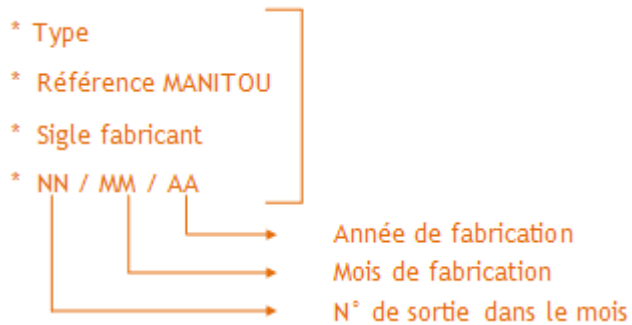 * Type
* Référence MANITOU
* Sigle fabricant
* NN / MM / AA
Année de fabrication
Mois de fabrication
N° de sortie dans le mois